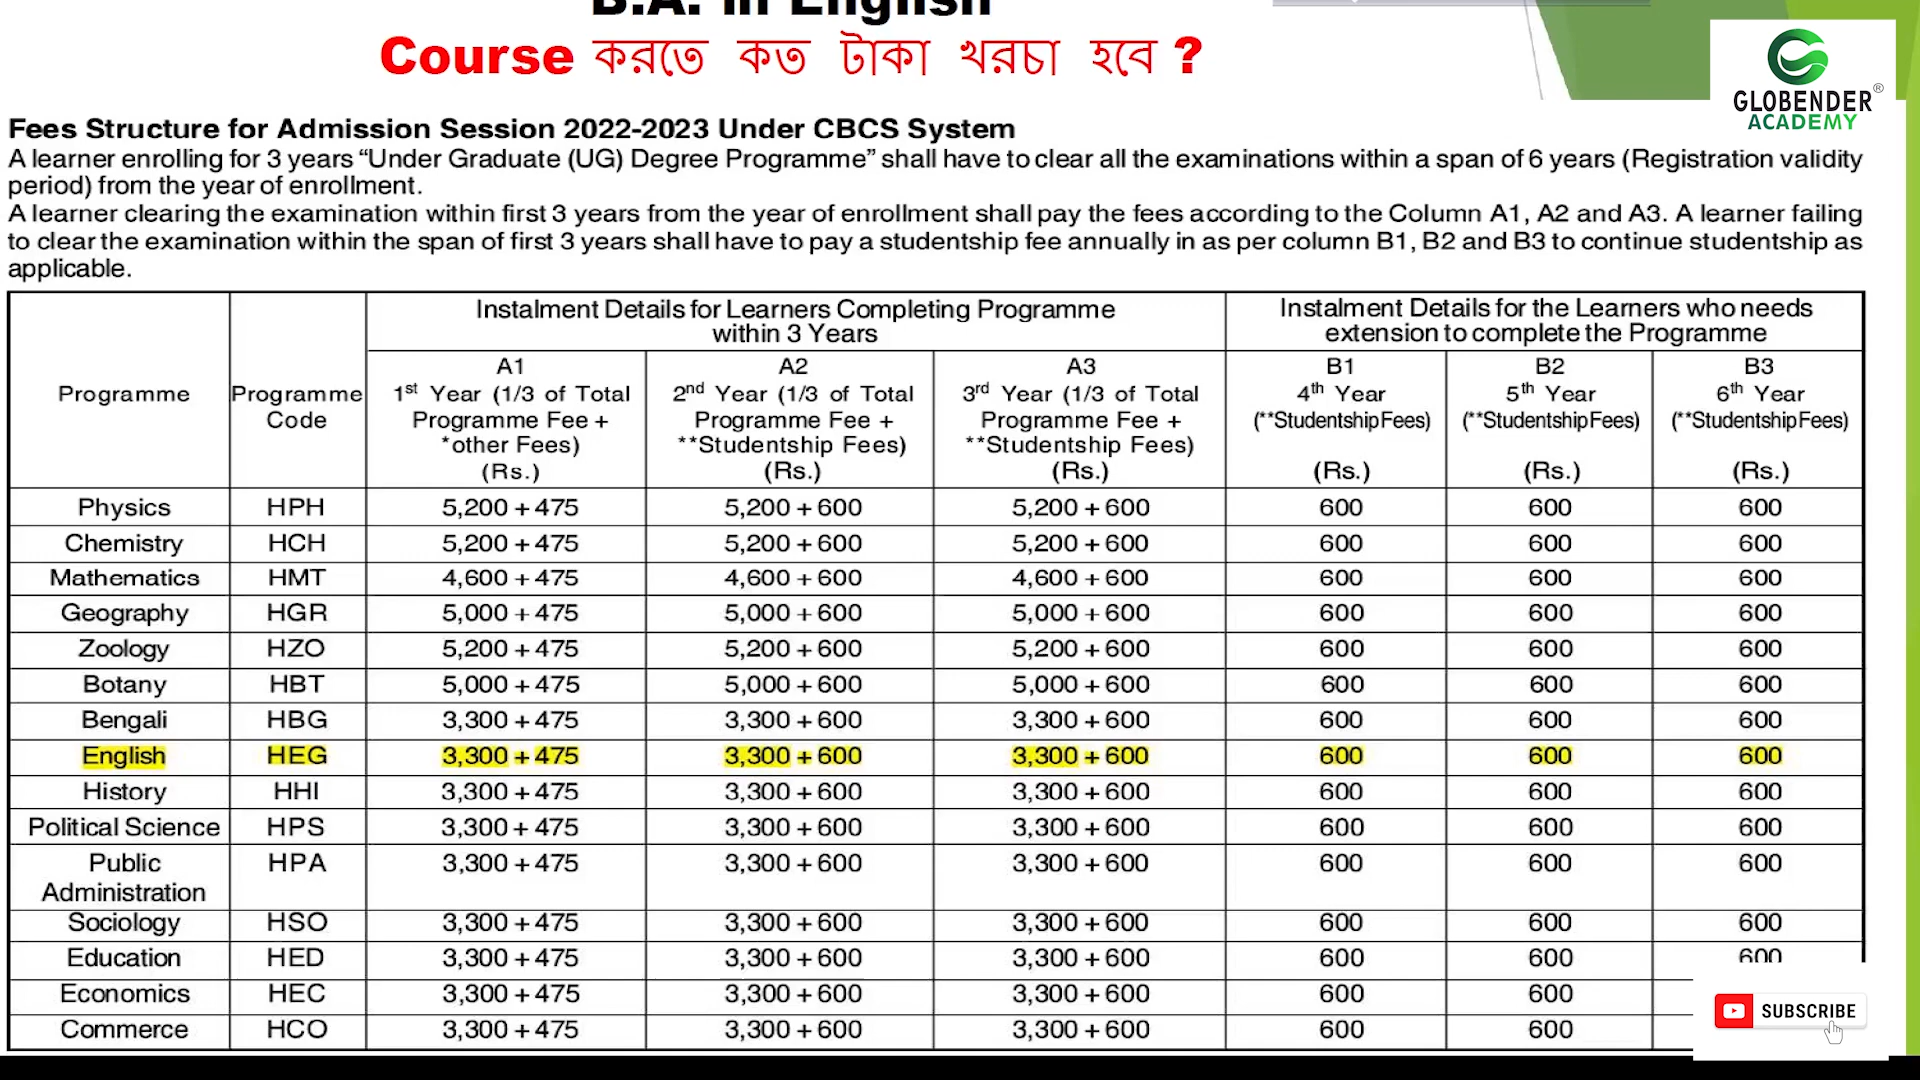 B.A. in English
Course করতে কত টাকা খরচা হবে ?
GLOBENDER®
ACADEMY
Fees Structure for Admission Session 2022-2023 Under CBCS System
A learner enrolling for 3 years “Under Graduate (UG) Degree Programme” shall have to clear all the examinations within a span of 6 years (Registration validity
period) from the year of enrollment.
A learner clearing the examination within first 3 years from the year of enrollment shall pay the fees according to the Column A1, A2 and A3. A learner failing
to clear the examination within the span of first 3 years shall have to pay a studentship fee annually in as per column B1, B2 and B3 to continue studentship as
applicable.
Instalment Details for Learners Completing Programme Instalment Details for the Learners who needs
within 3 Years extension to complete the Programme
A1 A2 A3 B1 B2 B3
Programme Programme 1st Year (1/3 of Total 2nd Year (1/3 of Total 3rd Year (1/3 of Total 4th Year 5th Year 6th Year
Code Programme Fee + Programme Fee + Programme Fee + (**Studentship Fees) (**Studentship Fees) (**Studentship Fees)
*other Fees) **Studentship Fees) **Studentship Fees)
(Rs.) (Rs.) (Rs.) (Rs.) (Rs.) (Rs.)
Physics HPH 5,200 + 475 5,200 + 600 5,200 + 600 600 600 600
Chemistry HCH 5,200 + 475 5,200 + 600 5,200 + 600 600 600 600
Mathematics HMT 4,600 + 475 4,600 + 600 4,600 + 600 600 600 600
Geography HGR 5,000 + 475 5,000 + 600 5,000 + 600 600 600 600
Zoology HZO 5,200 + 475 5,200 + 600 5,200 + 600 600 600 600
Botany HBT 5,000 + 475 5,000 + 600 5,000 + 600 600 600 600
Bengali HBG 3,300 + 475 3,300 + 600 3,300 + 600 600 600 600
English HEG 3,300 + 475 3,300 + 600 3,300 + 600 600 600 600
History HHI 3,300 + 475 3,300 + 600 3,300 + 600 600 600 600
Political Science HPS 3,300 + 475 3,300 + 600 3,300 + 600 600 600 600
Public HPA 3,300 + 475 3,300 + 600 3,300 + 600 600 600 600
Administration
Sociology HSO 3,300 + 475 3,300 + 600 3,300 + 600 600 600 600
Education HED 3,300 + 475 3,300 + 600 3,300 + 600 600 600 600
Economics HEC 3,300 + 475 3,300 + 600 3,300 + 600 600 600
Commerce HCO 3,300 + 475 3,300 + 600 3,300 + 600 600 600
SUBSCRIBE